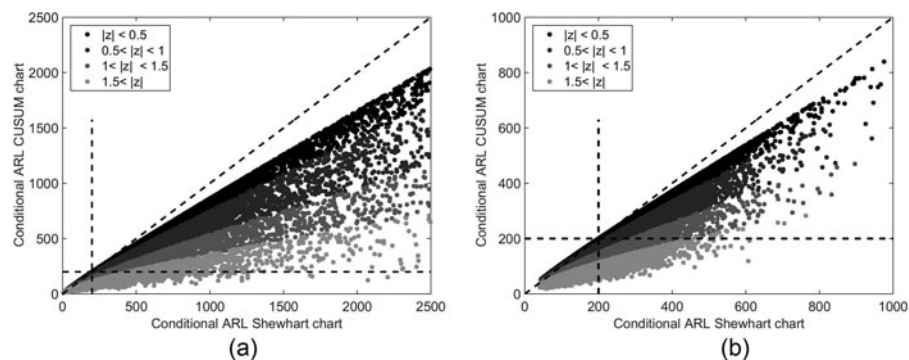 2500
2000
1500
1000
500
0
Conditional ARL CUSUM chart
|z| < 0.5
0.5< |z| < 1
1< |z| < 1.5
1.5< |z|
0 500 1000 1500 2000 2500
Conditional ARL Shewhart chart
(a)
1000
800
600
400
200
0
Conditional ARL CUSUM chart
|z| < 0.5
0.5< |z| < 1
1< |z| < 1.5
1.5< |z|
0 200 400 600 800 1000
Conditional ARL Shewhart chart
(b)